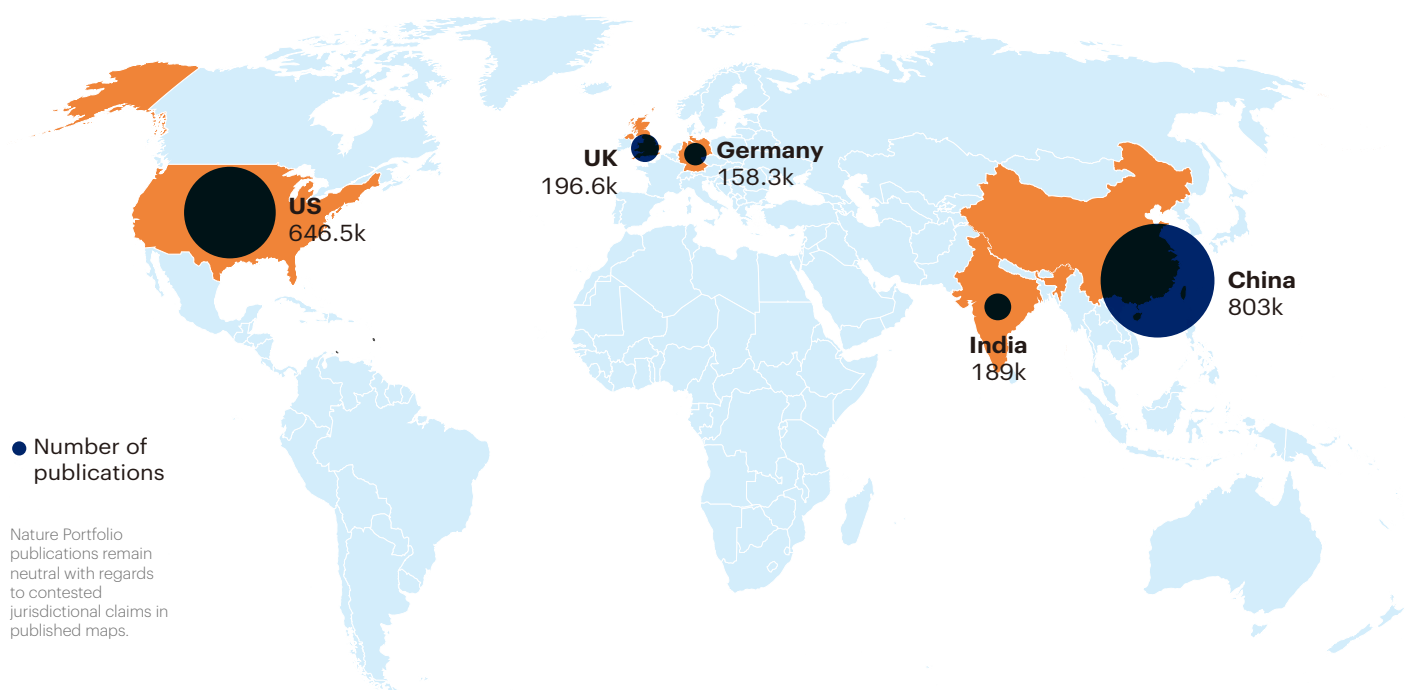 UK
196.6k
Germany
158.3k
US
646.5k
China
803k
India
189k
Number of
publications
Nature Portfolio
publications remain
neutral with regards
to contested
jurisdictional claims in
published maps.